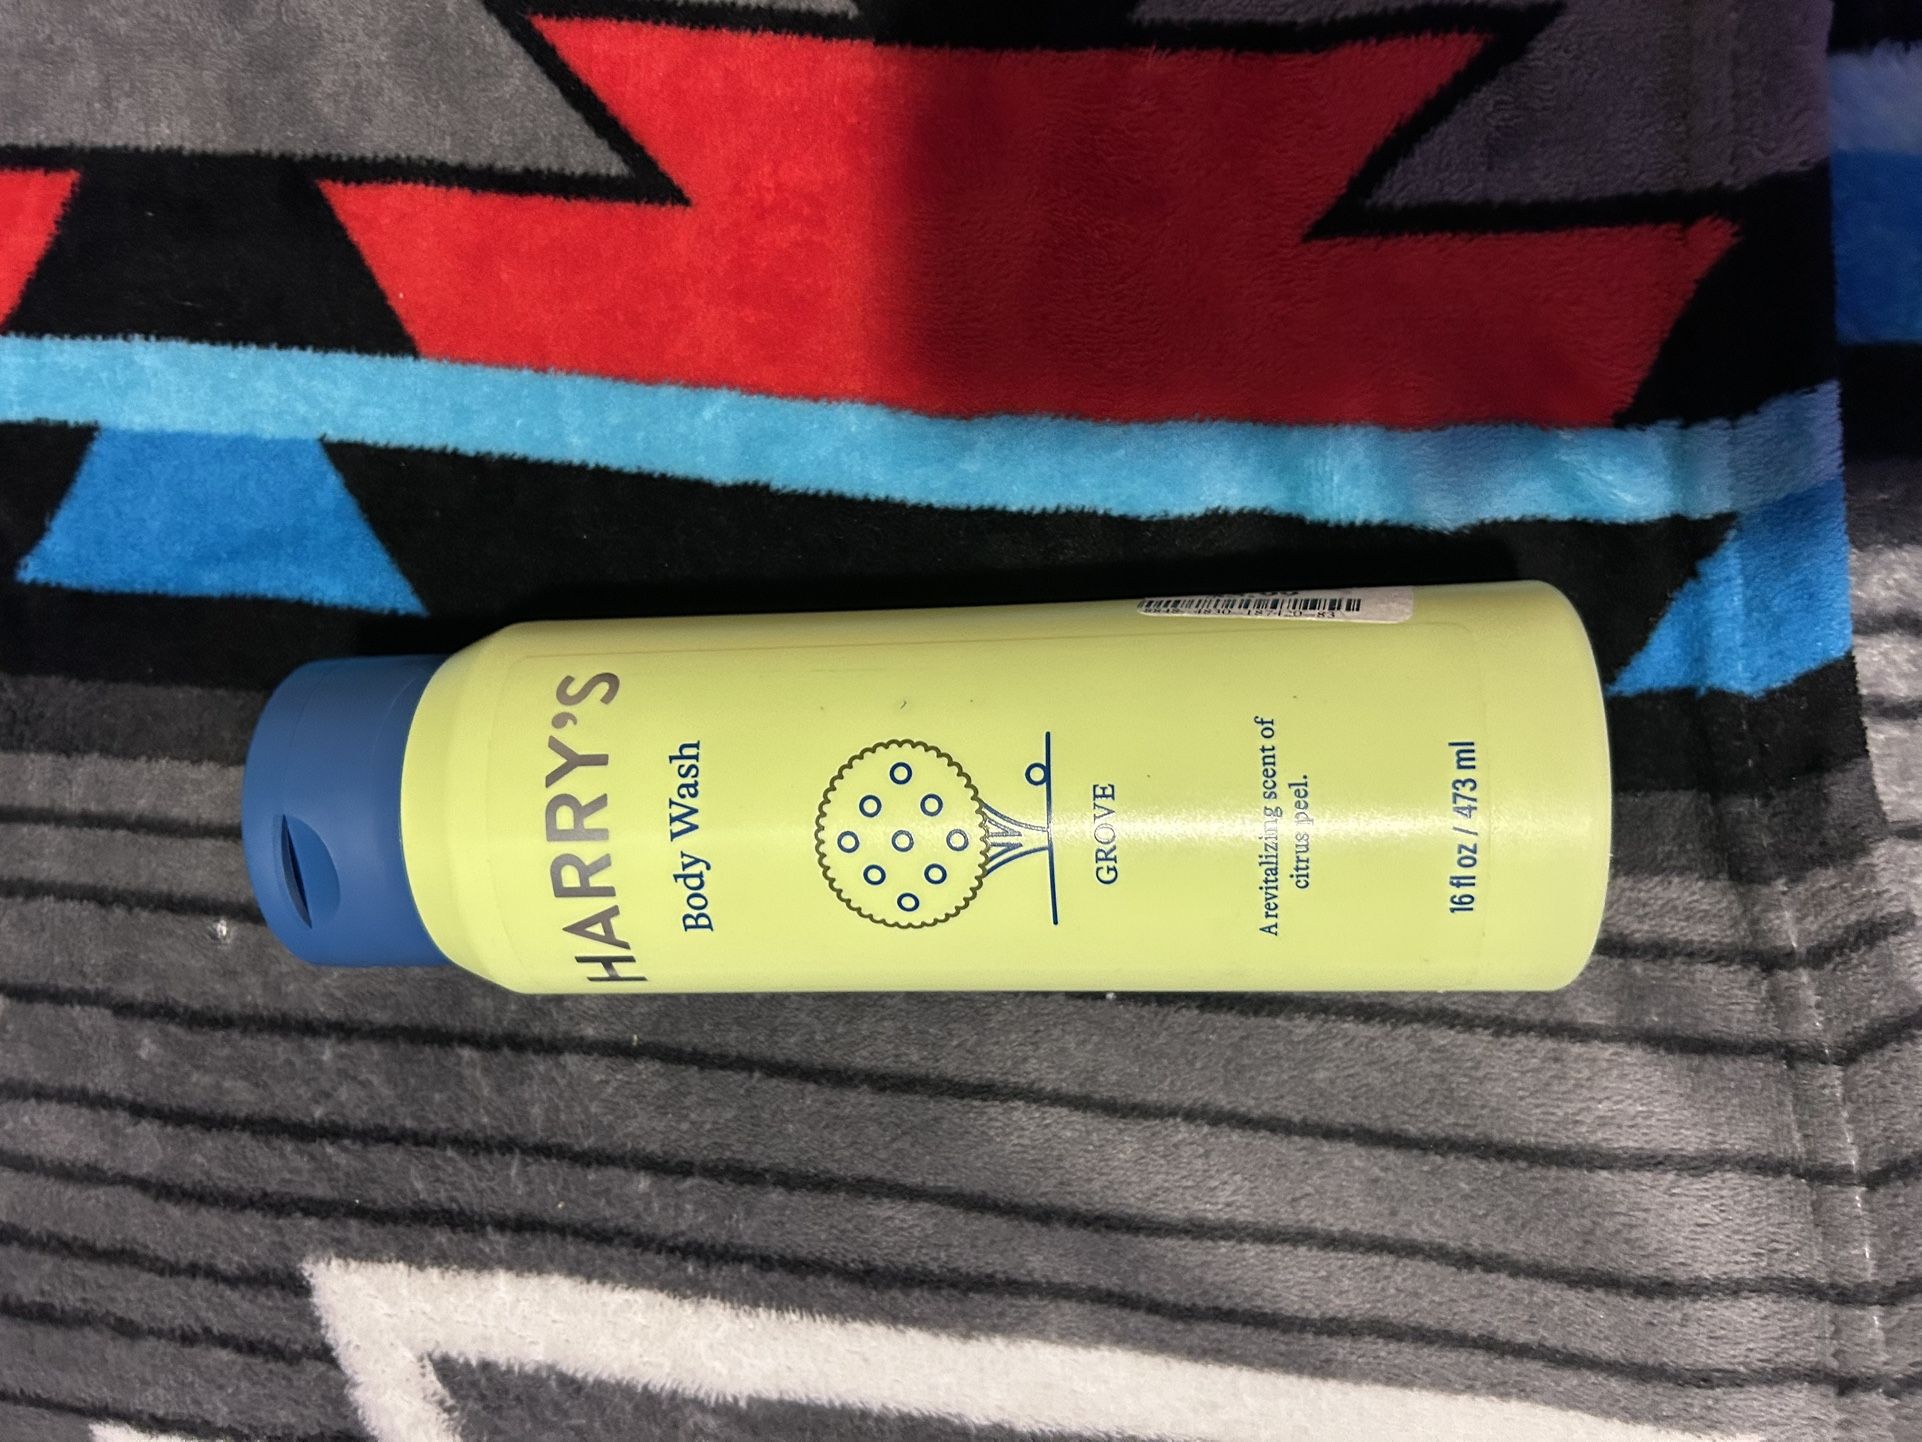 HARRY'S
Body Wash
GROVE
A revitalizing scent of
citrus peel.
16 fl oz / 473 ml